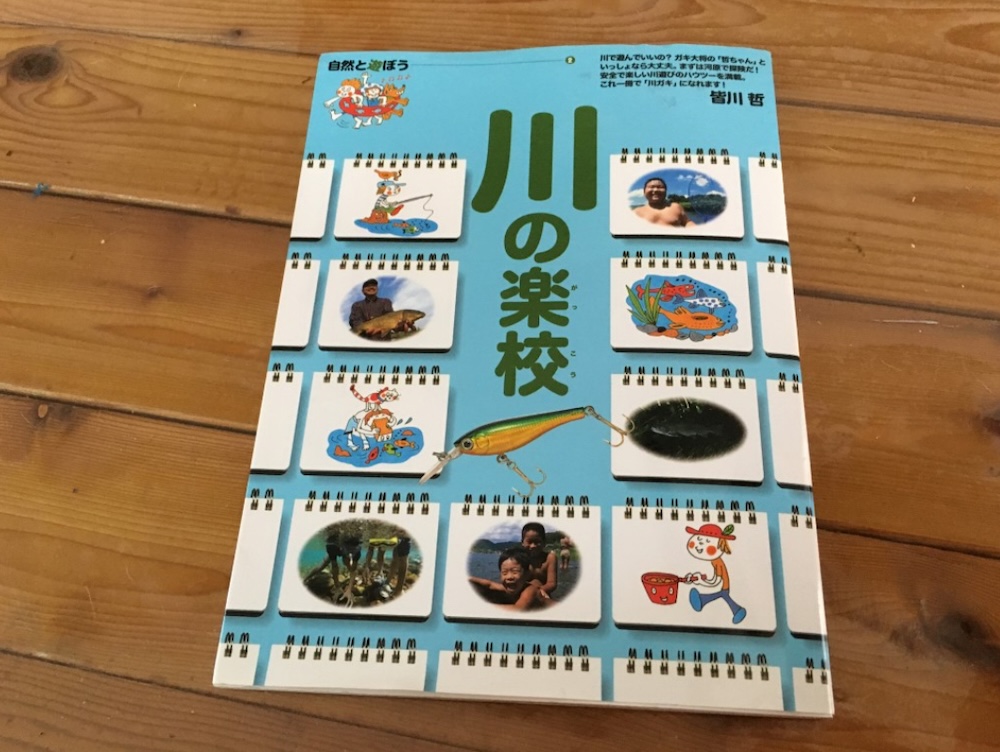 自然と遊ぼう
川で遊んでいいの? ガキ大将の「哲ちゃん」と
いっしょなら大丈夫。まずは河原で探険だ!
安全で楽しい川遊びのハウツーを満載。
これ一冊で「川ガキ」になれます!
皆川 哲
川の楽校
がっこう